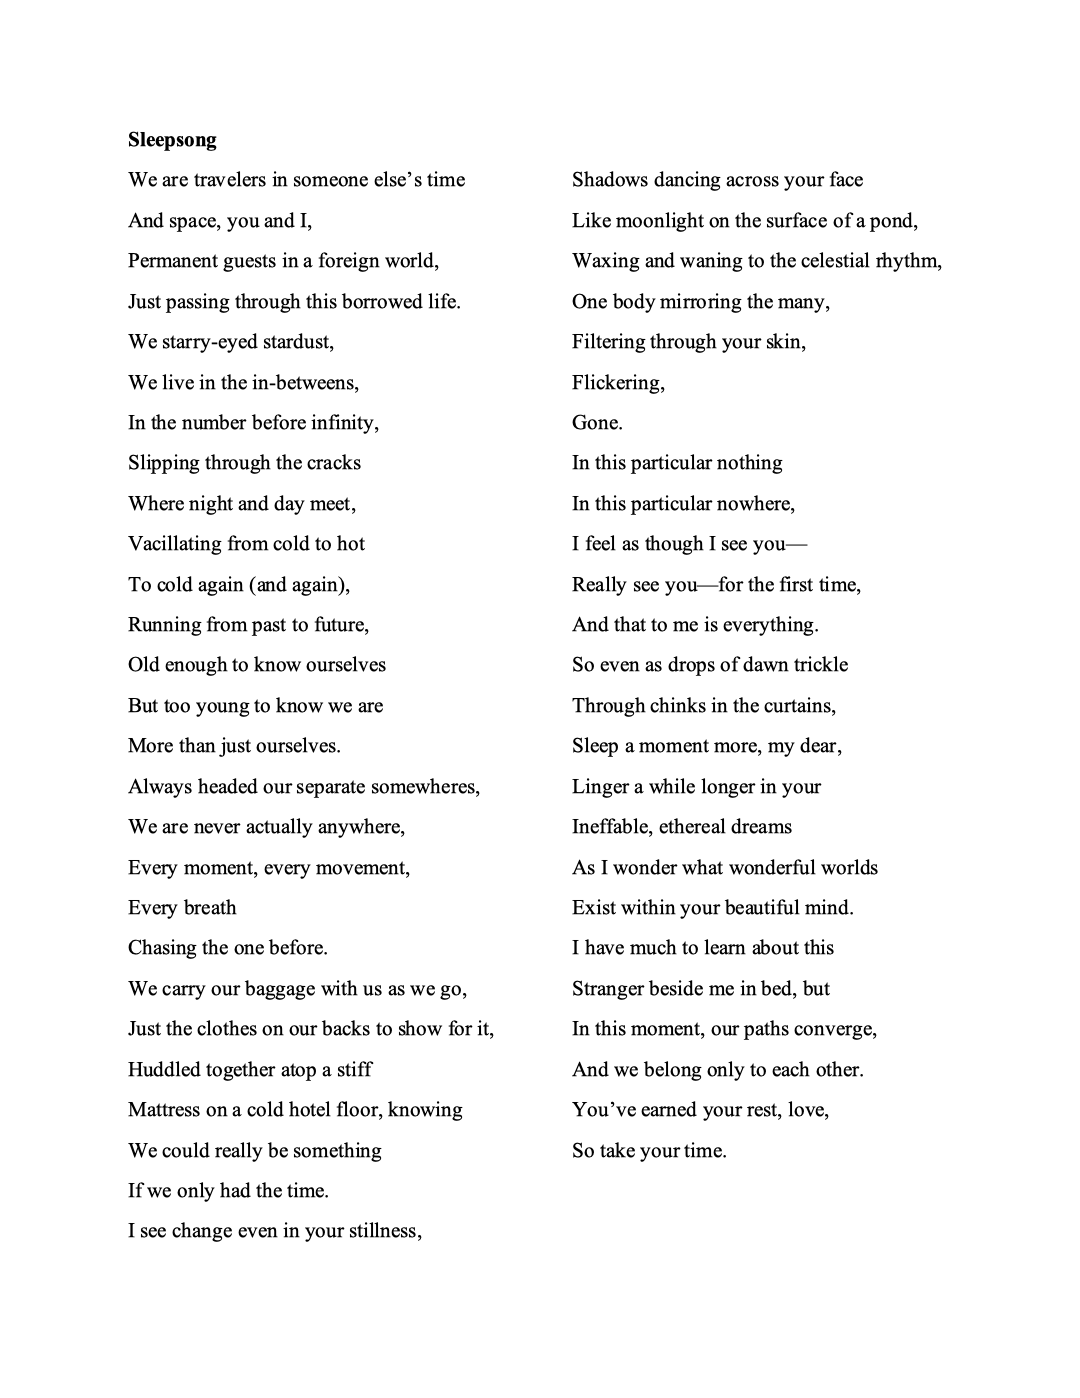 Sleepsong
We are travelers in someone else’s time
And space, you and I,
Permanent guests in a foreign world,
Just passing through this borrowed life.
We starry-eyed stardust,
We live in the in-betweens,
In the number before infinity,
Slipping through the cracks
Where night and day meet,
Vacillating from cold to hot
To cold again (and again),
Running from past to future,
Old enough to know ourselves
But too young to know we are
More than just ourselves.
Always headed our separate somewheres,
We are never actually anywhere,
Every moment, every movement,
Every breath
Chasing the one before.
We carry our baggage with us as we go,
Just the clothes on our backs to show for it,
Huddled together atop a stiff
Mattress on a cold hotel floor, knowing
We could really be something
If we only had the time.
I see change even in your stillness,
Shadows dancing across your face
Like moonlight on the surface of a pond,
Waxing and waning to the celestial rhythm,
One body mirroring the many,
Filtering through your skin,
Flickering,
Gone.
In this particular nothing
In this particular nowhere,
I feel as though I see you—
Really see you—for the first time,
And that to me is everything.
So even as drops of dawn trickle
Through chinks in the curtains,
Sleep a moment more, my dear,
Linger a while longer in your
Ineffable, ethereal dreams
As I wonder what wonderful worlds
Exist within your beautiful mind.
I have much to learn about this
Stranger beside me in bed, but
In this moment, our paths converge,
And we belong only to each other.
You’ve earned your rest, love,
So take your time.